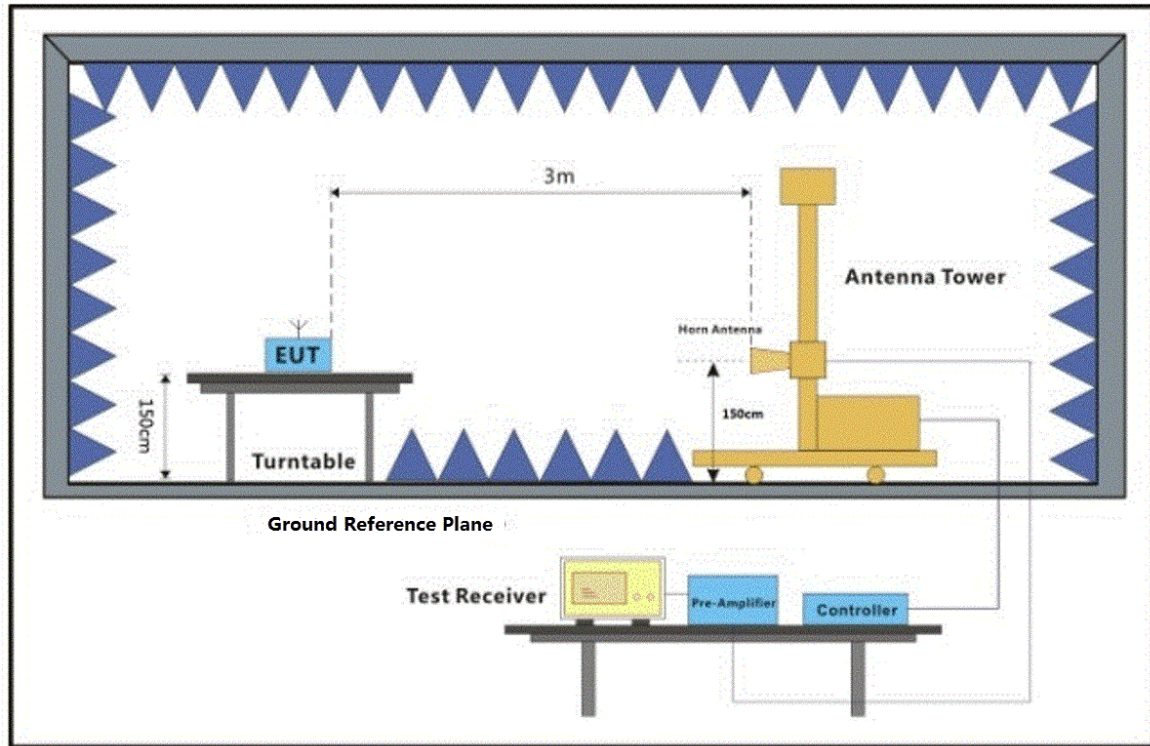 3m
Antenna Tower
Horn Antenna
EUT
150cm
150cm
Turntable
Ground Reference Plane
Test Receiver
Pre-Amplifier
Controller